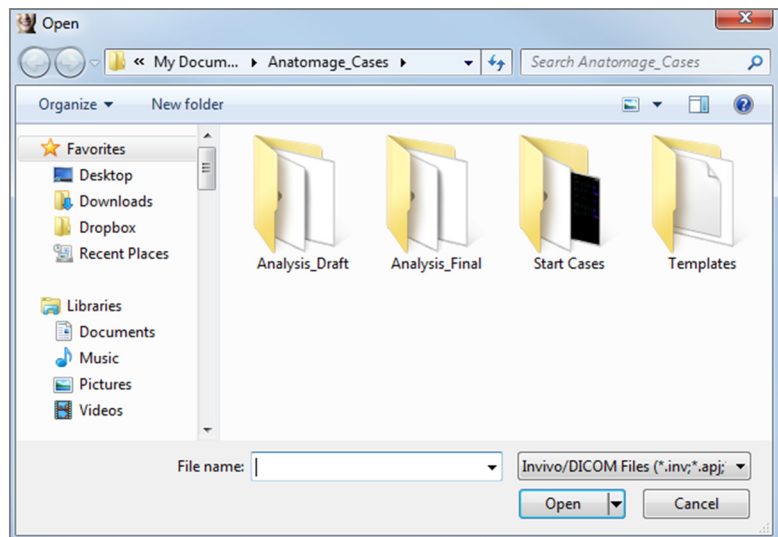 Open
« My Docum... ▸ Anatomage_Cases ▸
Search Anatomage_Cases
Organize
New folder
Favorites
Desktop
Downloads
Dropbox
Recent Places
Libraries
Documents
Music
Pictures
Videos
Analysis_Draft
Analysis_Final
Start Cases
Templates
File name:
Invivo/DICOM Files (*.inv;*.apj;
Open
Cancel